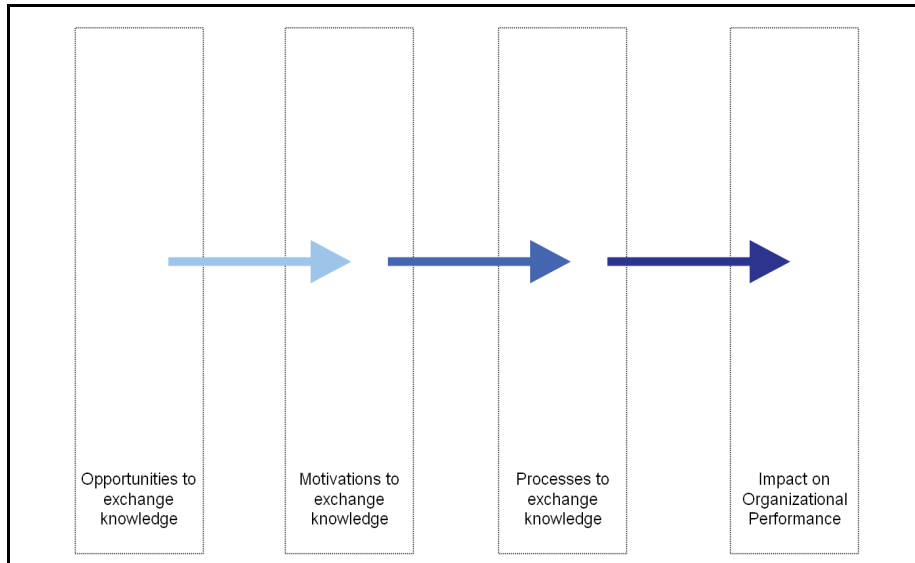 Opportunities to
exchange
knowledge
Motivations to
exchange
knowledge
Processes to
exchange
knowledge
Impact on
Organizational
Performance